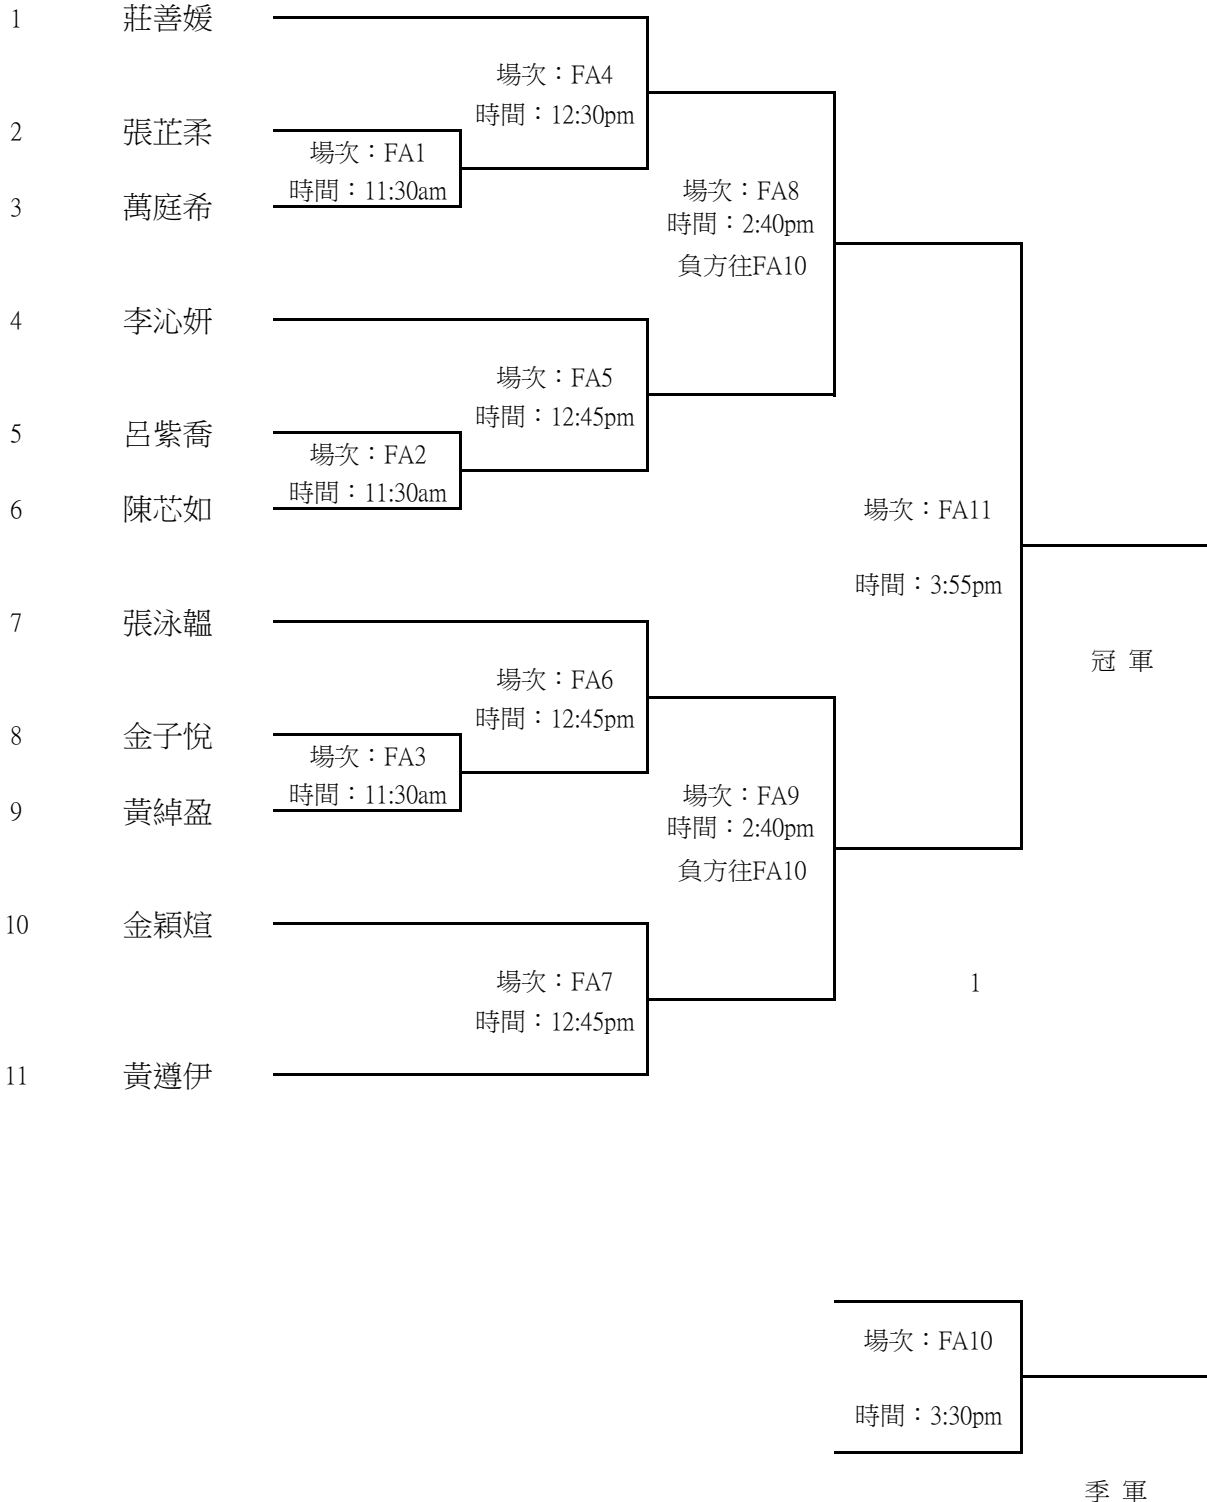 1 莊善媛
場次：FA4
時間：12:30pm
2 張芷柔
場次：FA1
時間：11:30am
3 萬庭希
場次：FA8
時間：2:40pm
負方往FA10
4 李沁妍
場次：FA5
時間：12:45pm
5 呂紫喬
場次：FA2
時間：11:30am
6 陳芯如
場次：FA11
時間：3:55pm
7 張泳韞
冠 軍
場次：FA6
時間：12:45pm
8 金子悅
場次：FA3
時間：11:30am
9 黃綽盈
場次：FA9
時間：2:40pm
負方往FA10
10 金穎煊
場次：FA7
1
時間：12:45pm
11 黃遵伊
場次：FA10
時間：3:30pm
季 軍